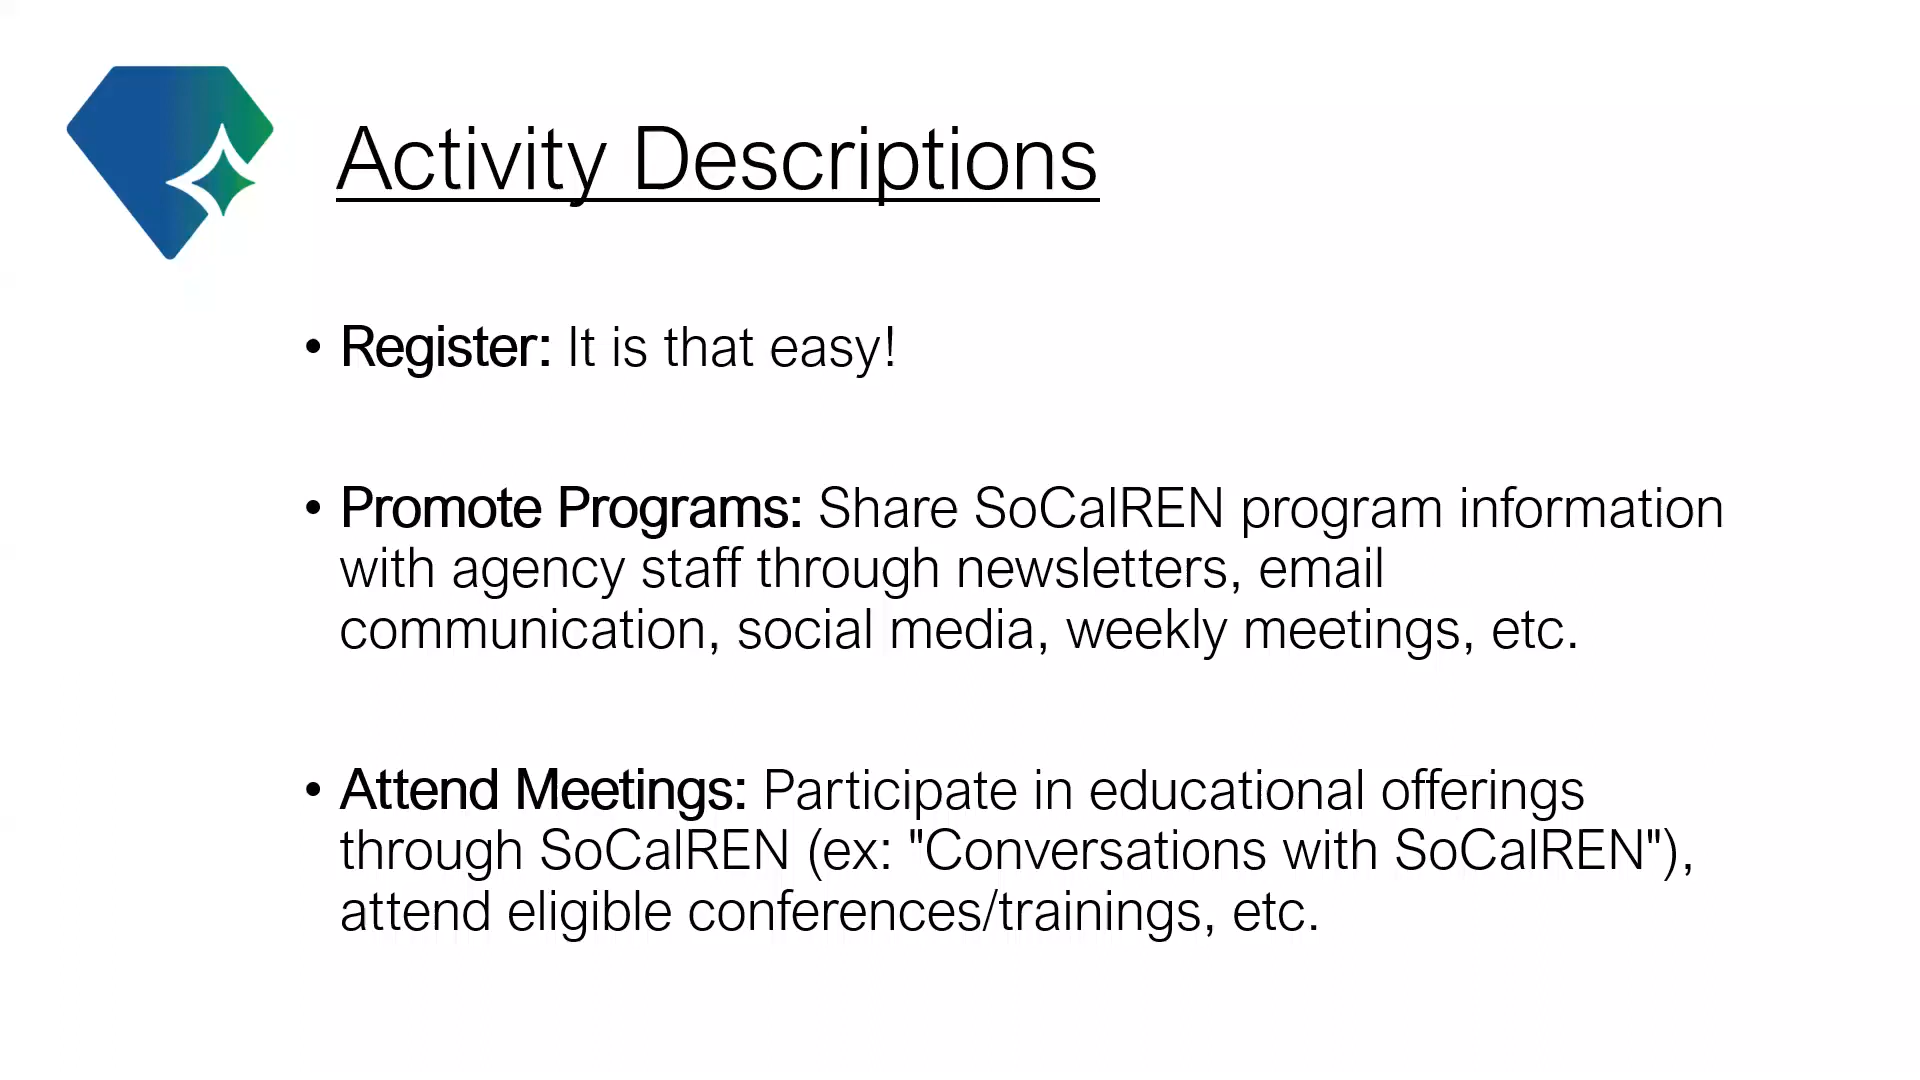 Activity Descriptions
• Register: It is that easy!
• Promote Programs: Share SoCalREN program information
with agency staff through newsletters, email
communication, social media, weekly meetings, etc.
• Attend Meetings: Participate in educational offerings
through SoCalREN (ex: "Conversations with SoCalREN"),
attend eligible conferences/trainings, etc.